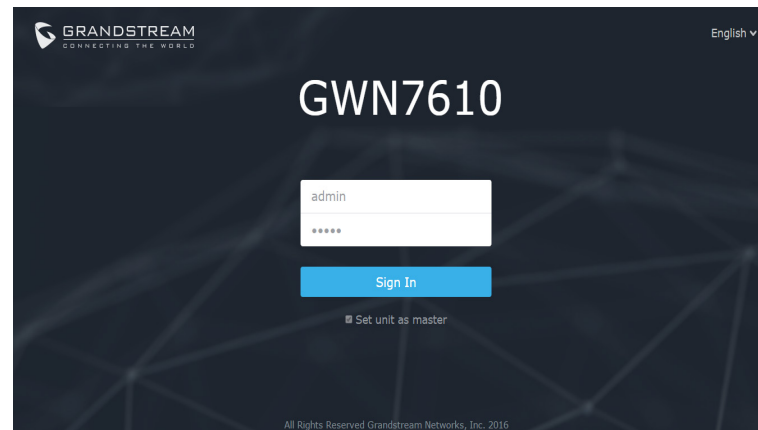 GRANDSTREAM
CONNECTING THE WORLD
English
GWN7610
admin
•••••
Sign In
Set unit as master
All Rights Reserved Grandstream Networks, Inc. 2016